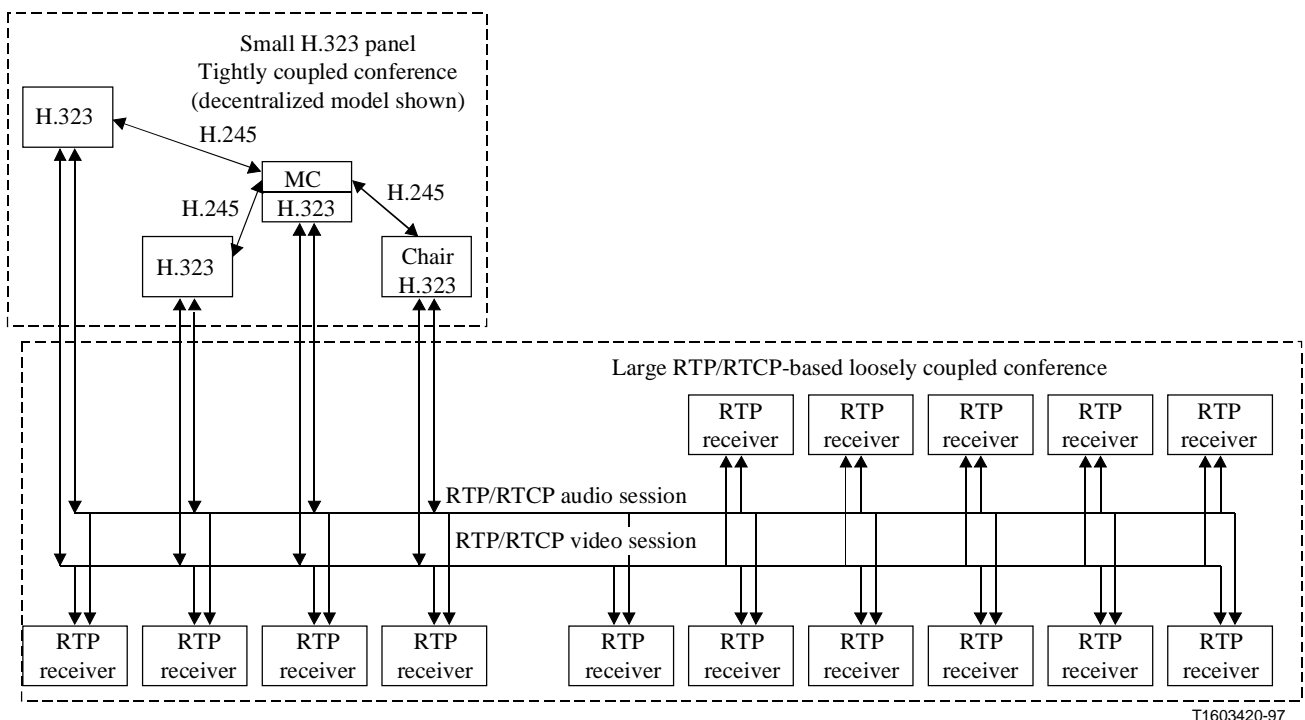 Small H.323 panel
Tightly coupled conference
(decentralized model shown)
H.323
H.245
MC
H.323
H.245
H.245
H.323
Chair
H.323
Large RTP/RTCP-based loosely coupled conference
RTP
receiver
RTP
receiver
RTP
receiver
RTP
receiver
RTP
receiver
RTP/RTCP audio session
RTP/RTCP video session
RTP
receiver
RTP
receiver
RTP
receiver
RTP
receiver
RTP
receiver
RTP
receiver
RTP
receiver
RTP
receiver
RTP
receiver
RTP
receiver
T1603420-97